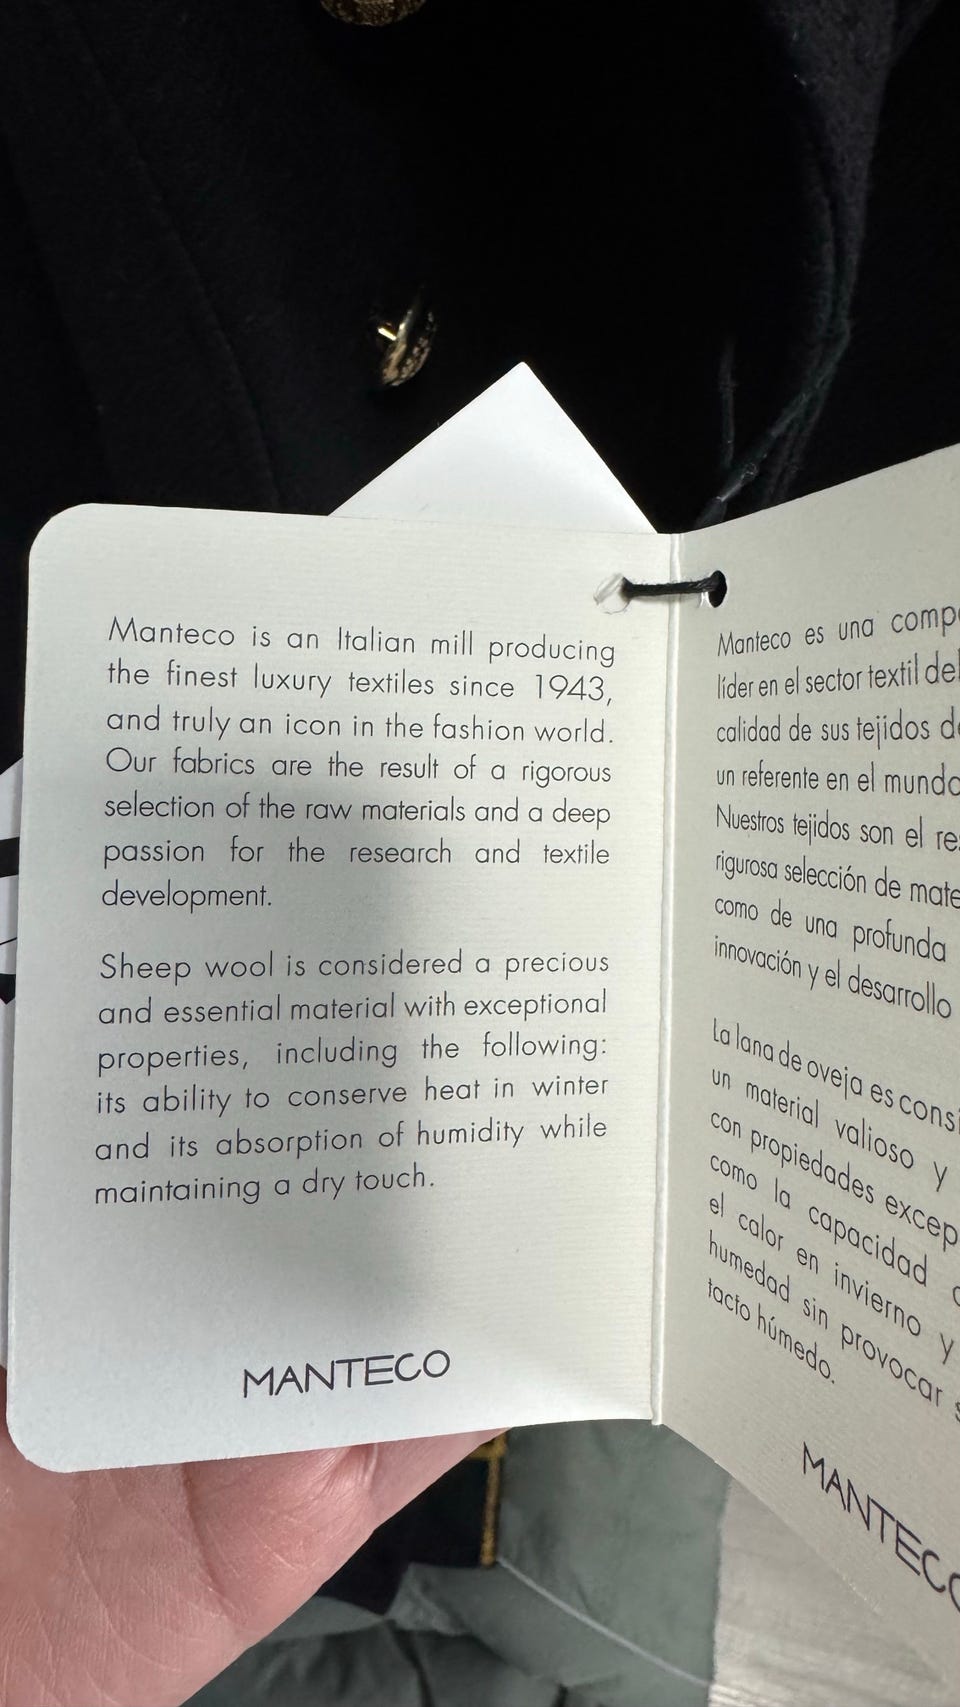 Manteco is an Italian mill producing
the finest luxury textiles since 1943,
and truly an icon in the fashion world.
Our fabrics are the result of a rigorous
selection of the raw materials and a deep
passion for the research and textile
development.
Sheep wool is considered a precious
and essential material with exceptional
properties, including the following:
its ability to conserve heat in winter
and its absorption of humidity while
maintaining a dry touch.
MANTECO
Manteco es una
líder en el sector textil
calidad de sus tejidos
un referente en el
Nuestros tejidos son el
rigurosa selección de
como de una profunda
innovación y el desarrollo
La lana de oveja es
un material valioso y
con propiedades
como la capacidad
el calor en invierno y
humedad sin provocar
tacto húmedo.
MANTECO